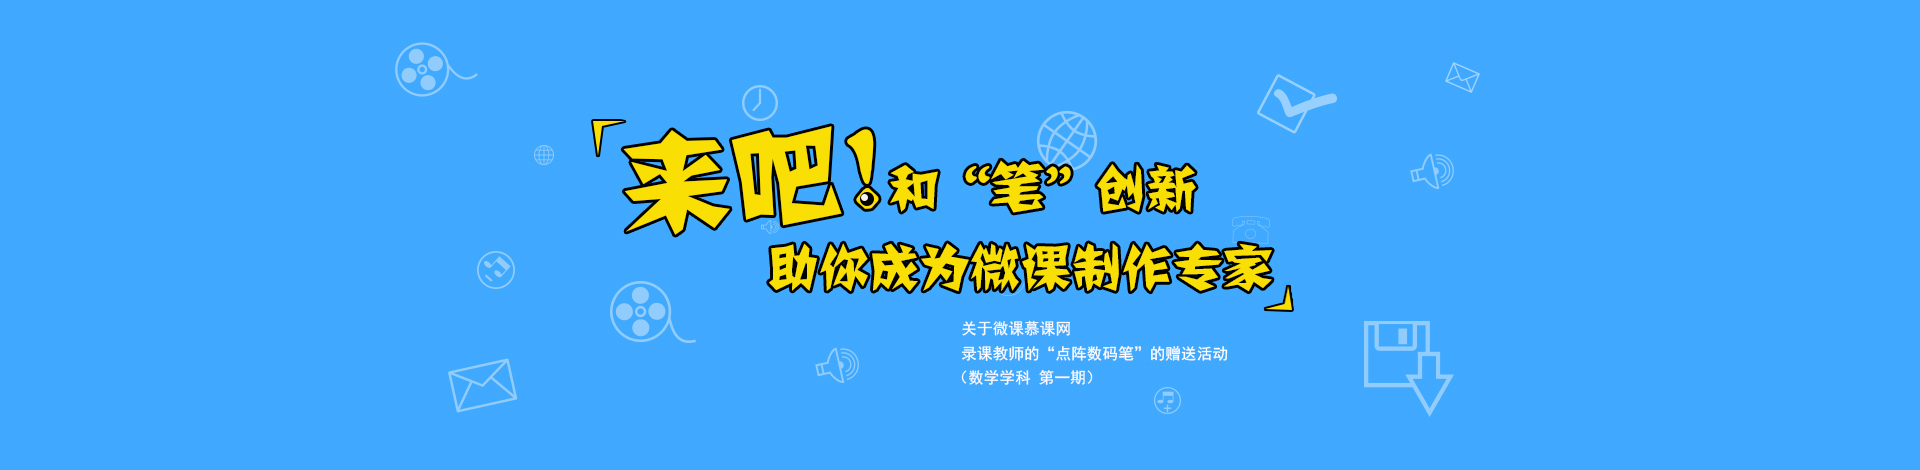 「来吧!和“笔”创新
助你成为微课制作专家」
关于微课慕课网
录课教师的“点阵数码笔”的赠送活动
（数学学科 第一期）